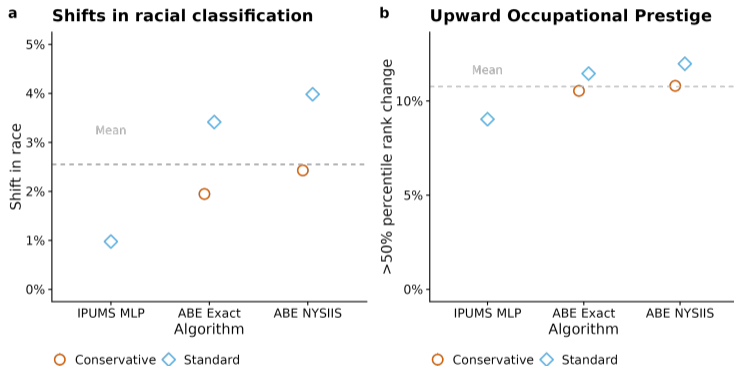 a
Shifts in racial classification
5%
4%
3%
2%
1%
0%
Shift in race
Mean
IPUMS MLP
ABE Exact
ABE NYSIIS
Algorithm
Conservative
Standard
b
Upward Occupational Prestige
10%
5%
0%
>50% percentile rank change
Mean
IPUMS MLP
ABE Exact
ABE NYSIIS
Algorithm
Conservative
Standard